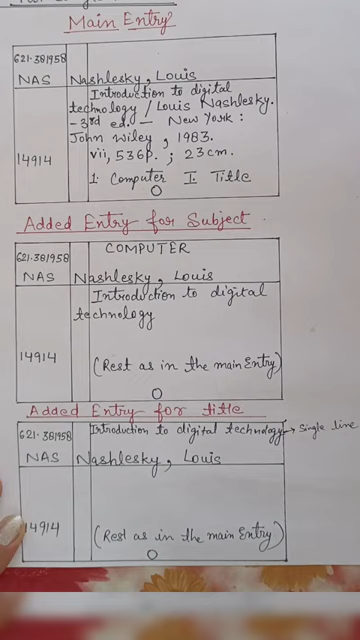 Main Entry
621.381958
NAS Nashlesky, Louis
Introduction to digital
technology / Louis Nashlesky.
- 3rd ed. - New York :
John Wiley, 1983.
vii, 536p. ; 23cm.
14914
1. Computer I. Title
Added Entry for Subject
COMPUTER
621.381958
NAS Nashlesky, Louis
Introduction to digital
technology
14914
(Rest as in the main Entry)
Added Entry for title
621.381958 Introduction to digital technology → Single line
NAS Nashlesky, Louis
14914
(Rest as in the main Entry)